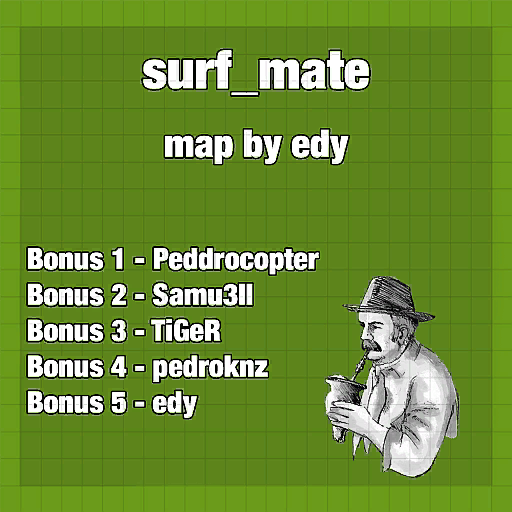 surf_mate
map by edy
Bonus 1 - Peddrocopter
Bonus 2 - Samu3ll
Bonus 3 - TiGeR
Bonus 4 - pedroknz
Bonus 5 - edy